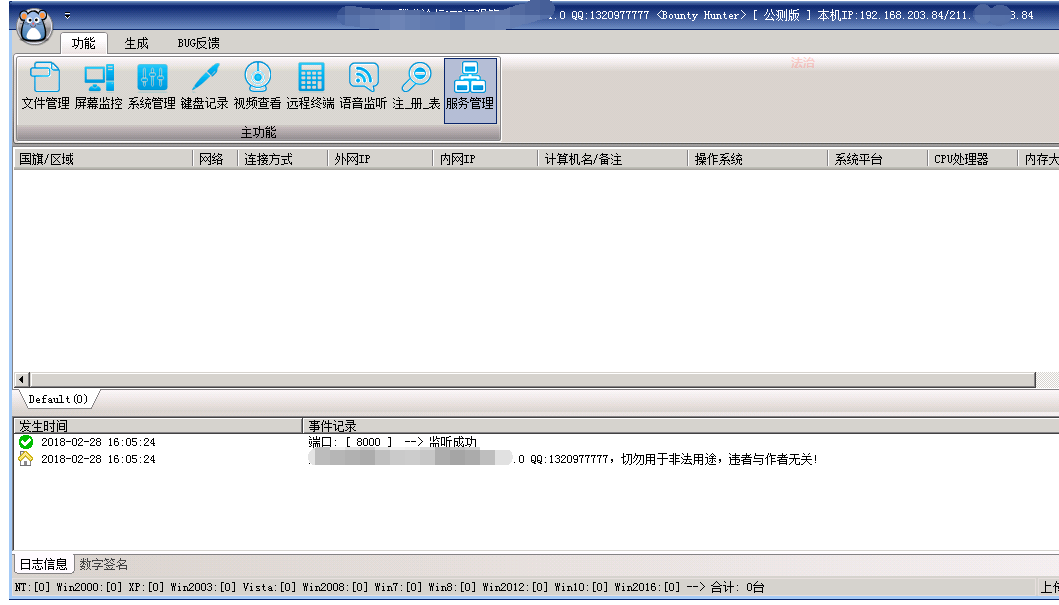 .0 QQ:1320977777 <Bounty Hunter> [ 公测版 ] 本机IP:192.168.203.84/211. 3.84
功能 生成 BUG反馈
法治
文件管理 屏幕监控 系统管理 键盘记录 视频查看 远程终端 语音监听 注_册_表 服务管理
主功能
国旗/区域 网络 连接方式 外网IP 内网IP 计算机名/备注 操作系统 系统平台 CPU处理器 内存大
Default(0)
发生时间 事件记录
2018-02-28 16:05:24 端口: [ 8000 ] --> 监听成功
2018-02-28 16:05:24 .0 QQ:1320977777，切勿用于非法用途，违者与作者无关!
日志信息 数字签名
NT:[0] Win2000:[0] XP:[0] Win2003:[0] Vista:[0] Win2008:[0] Win7:[0] Win8:[0] Win2012:[0] Win10:[0] Win2016:[0] --> 合计: 0台 上传